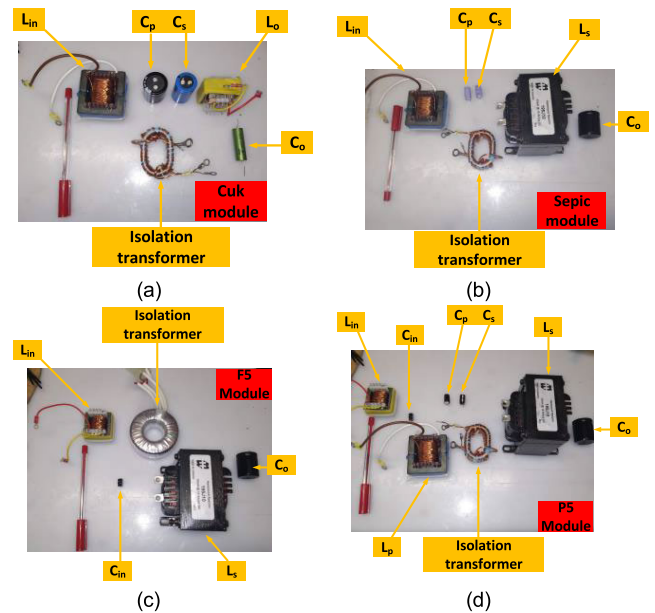 Lin
Cp
Cs
Lo
Co
Cuk
module
Isolation
transformer
(a)
Lin
Cp
Cs
Ls
Co
Sepic
module
Isolation
transformer
(b)
Isolation
transformer
Lin
F5
Module
Co
Cin
Ls
(c)
Lin
Cin
Cp
Cs
Ls
Co
P5
Module
Lp
Isolation
transformer
(d)